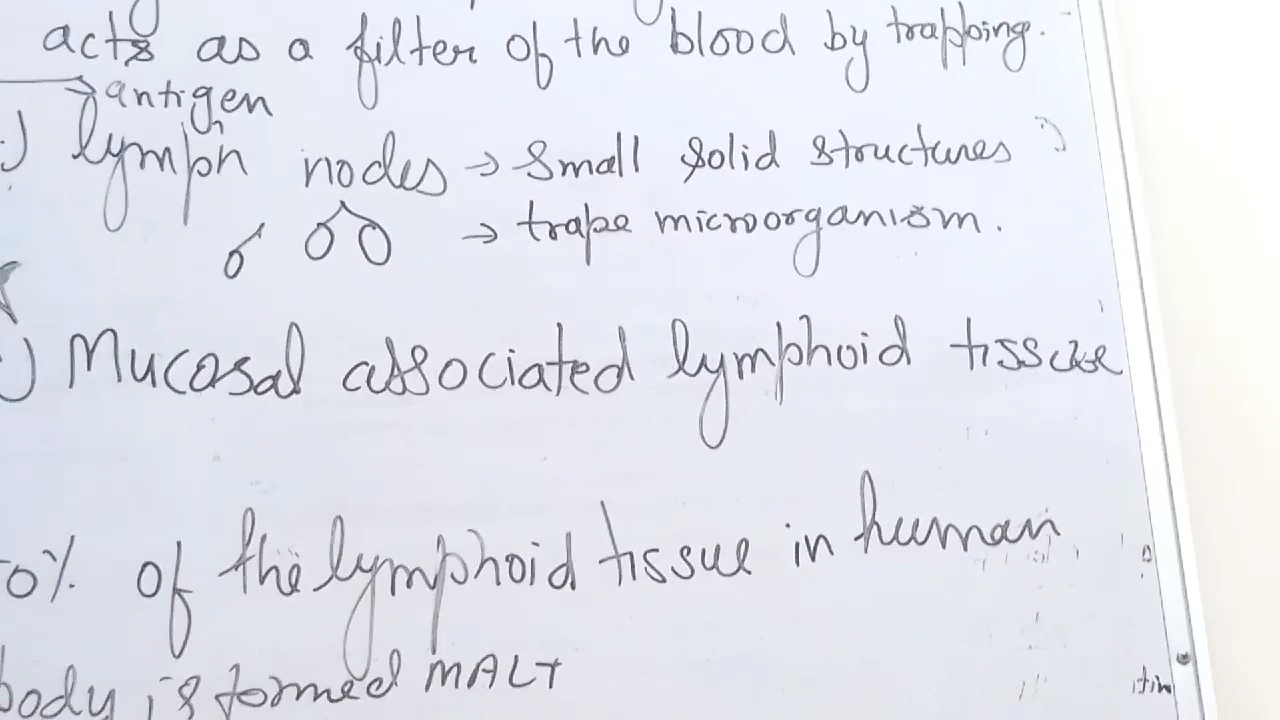 acts as a filter of the blood by trapping.
antigen
lymph nodes → Small solid structures
→ trape microorganism.
) Mucosal associated lymphoid tissue
0% of the lymphoid tissue in human
body is formed MALT